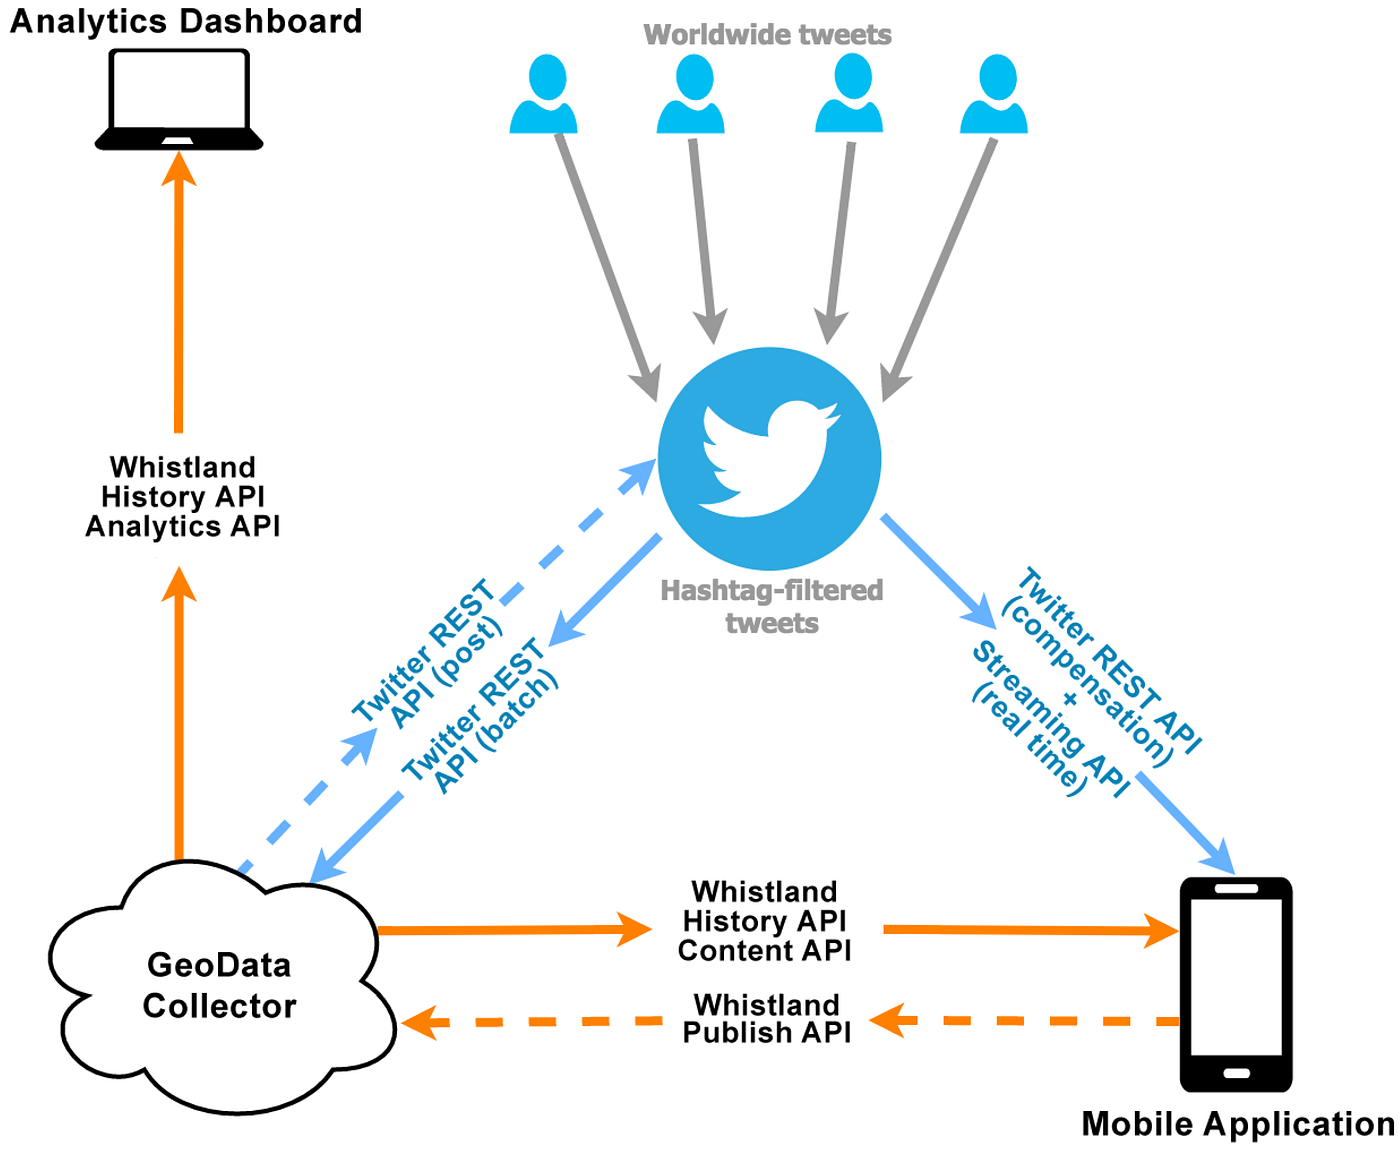 Analytics Dashboard
Worldwide tweets
Whistland
History API
Analytics API
Hashtag-filtered
tweets
Twitter REST
API (post)
Twitter REST
API (batch)
Twitter REST API
(compensation)
+
Streaming API
(real time)
Whistland
History API
Content API
GeoData
Collector
Whistland
Publish API
Mobile Application